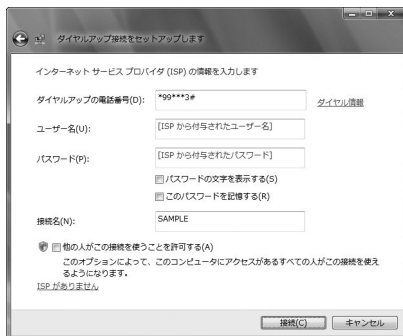 ダイヤルアップ接続をセットアップします
インターネット サービス プロバイダ (ISP) の情報を入力します
ダイヤルアップの電話番号(D): *99***3# ダイヤル情報
ユーザー名(U): [ISP から付与されたユーザー名]
パスワード(P): [ISP から付与されたパスワード]
パスワードの文字を表示する(S)
このパスワードを記憶する(R)
接続名(N): SAMPLE
他の人がこの接続を使うことを許可する(A)
このオプションによって、このコンピュータにアクセスがあるすべての人がこの接続を使え
るようになります。
ISP がありません
接続(C) キャンセル